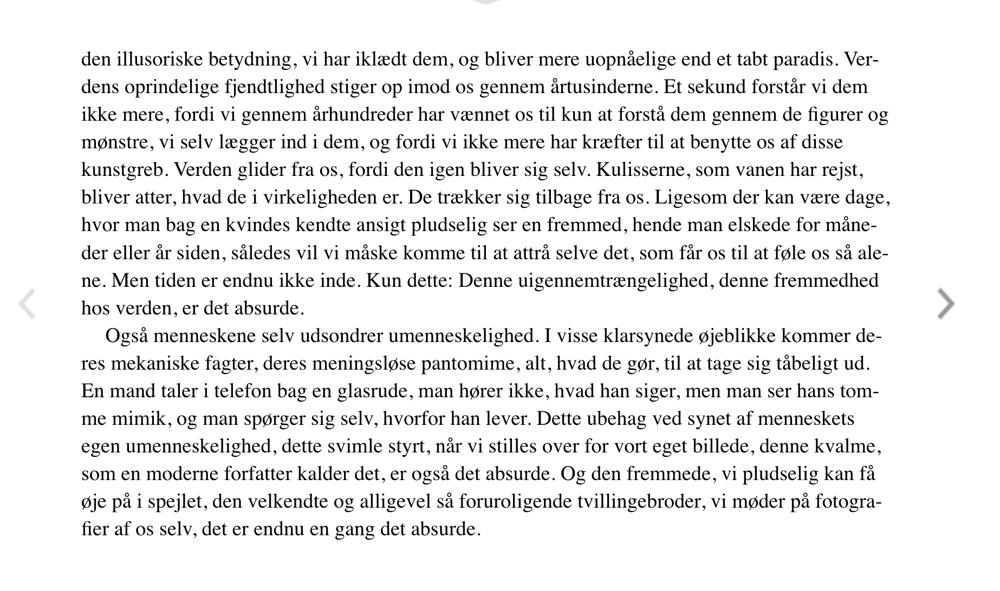 den illusoriske betydning, vi har iklædt dem, og bliver mere uopnåelige end et tabt paradis. Ver-
dens oprindelige fjendtlighed stiger op imod os gennem årtusinderne. Et sekund forstår vi dem
ikke mere, fordi vi gennem århundreder har vænnet os til kun at forstå dem gennem de figurer og
mønstre, vi selv lægger ind i dem, og fordi vi ikke mere har kræfter til at benytte os af disse
kunstgreb. Verden glider fra os, fordi den igen bliver sig selv. Kulisserne, som vanen har rejst,
bliver atter, hvad de i virkeligheden er. De trækker sig tilbage fra os. Ligesom der kan være dage,
hvor man bag en kvindes kendte ansigt pludselig ser en fremmed, hende man elskede for måne-
der eller år siden, således vil vi måske komme til at attrå selve det, som får os til at føle os så ale-
ne. Men tiden er endnu ikke inde. Kun dette: Denne uigennemtrængelighed, denne fremmedhed
hos verden, er det absurde.
Også menneskene selv udsondrer umenneskelighed. I visse klarsynede øjeblikke kommer de-
res mekaniske fagter, deres meningsløse pantomime, alt, hvad de gør, til at tage sig tåbeligt ud.
En mand taler i telefon bag en glasrude, man hører ikke, hvad han siger, men man ser hans tom-
me mimik, og man spørger sig selv, hvorfor han lever. Dette ubehag ved synet af menneskets
egen umenneskelighed, dette svimle styrt, når vi stilles over for vort eget billede, denne kvalme,
som en moderne forfatter kalder det, er også det absurde. Og den fremmede, vi pludselig kan få
øje på i spejlet, den velkendte og alligevel så foruroligende tvillingebroder, vi møder på fotogra-
fier af os selv, det er endnu en gang det absurde.